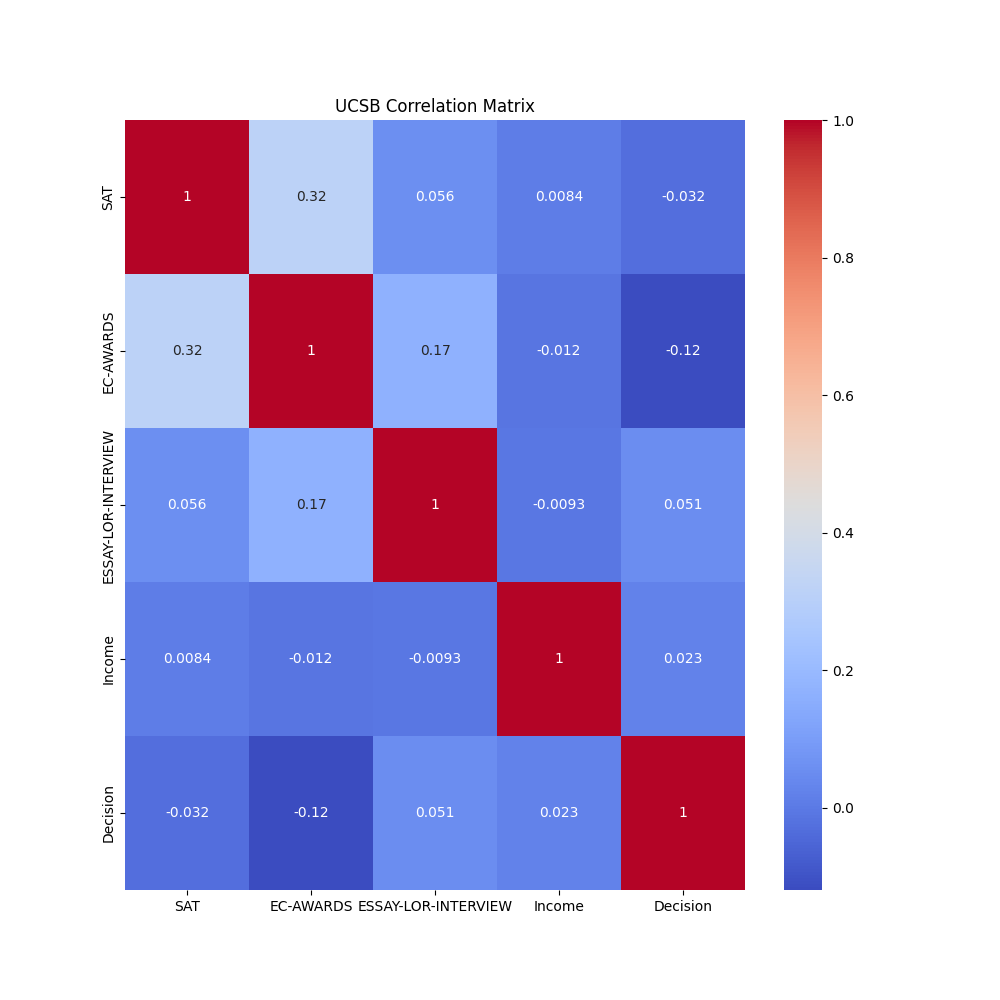 UCSB Correlation Matrix
SAT 1 0.32 0.056 0.0084 -0.032
EC-AWARDS 0.32 1 0.17 -0.012 -0.12
ESSAY-LOR-INTERVIEW 0.056 0.17 1 -0.0093 0.051
Income 0.0084 -0.012 -0.0093 1 0.023
Decision -0.032 -0.12 0.051 0.023 1
SAT EC-AWARDS ESSAY-LOR-INTERVIEW Income Decision
1.0
0.8
0.6
0.4
0.2
0.0